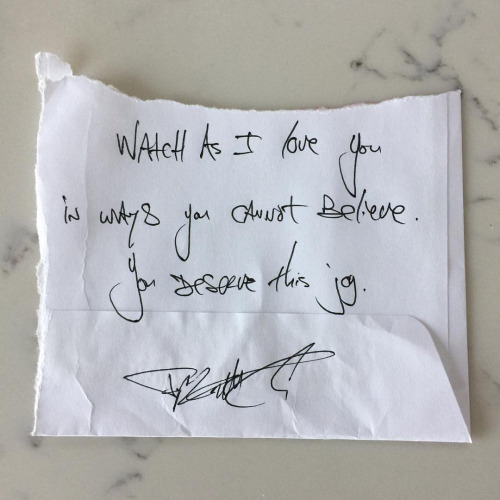 WAtcH As I love you
in wAyS you cANNot Believe.
You DeSeRve this joy.